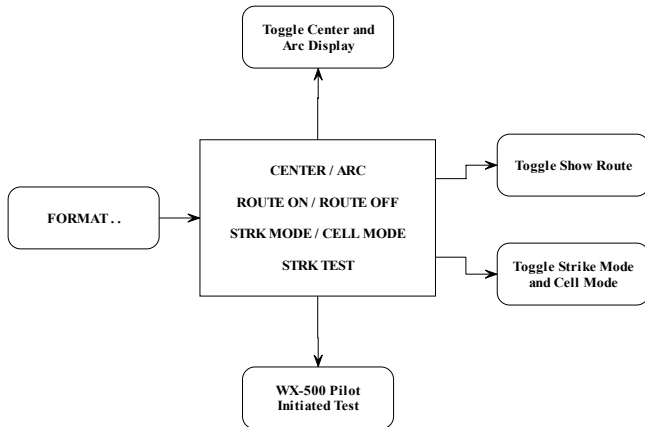 Toggle Center and
Arc Display
CENTER / ARC
ROUTE ON / ROUTE OFF
STRK MODE / CELL MODE
STRK TEST
Toggle Show Route
FORMAT . .
Toggle Strike Mode
and Cell Mode
WX-500 Pilot
Initiated Test